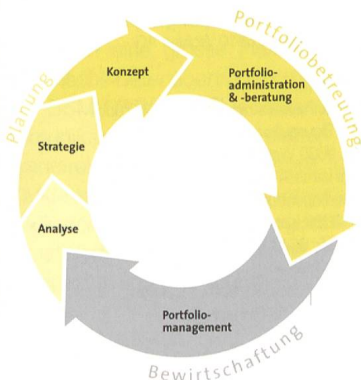 Planung
Portfoliobetreuung
Konzept
Portfolio-
administration
& -beratung
Strategie
Analyse
Portfolio-
management
Bewirtschaftung